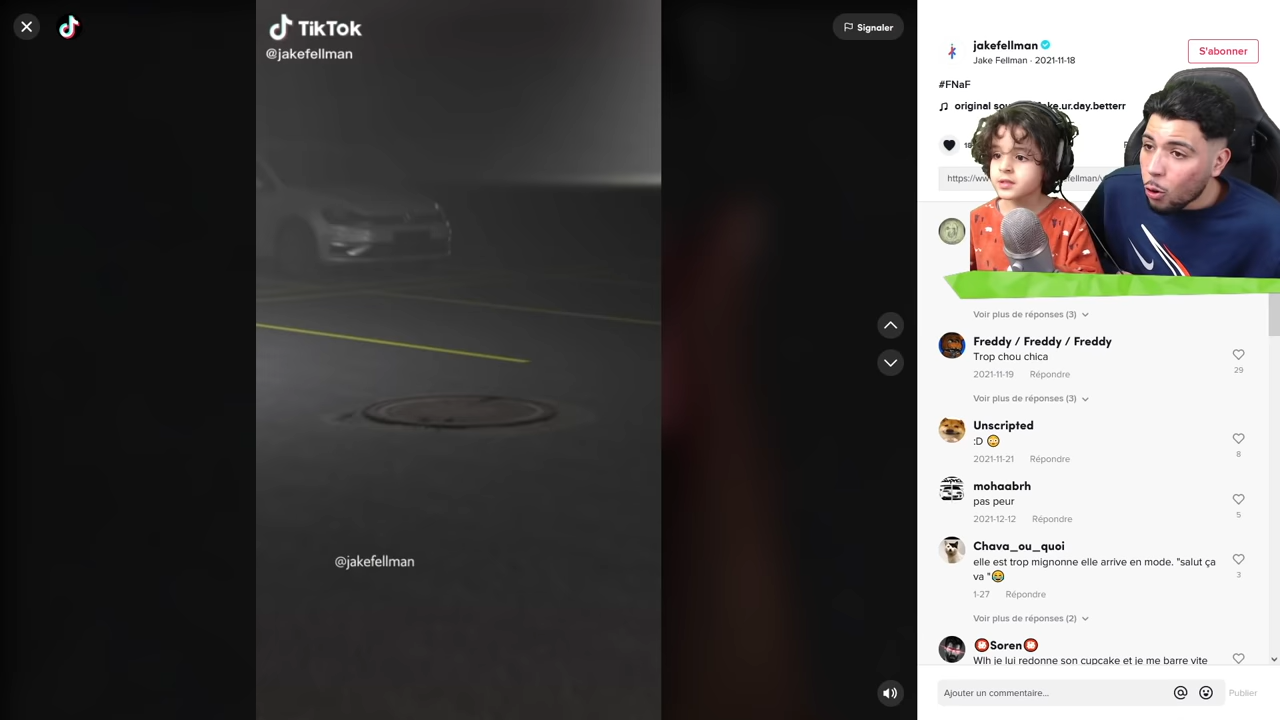 TikTok
@jakefellman
Signaler
@jakefellman
jakefellman
Jake Fellman · 2021-11-18
S'abonner
#FNaF
original
ke.ur.day.betterr
https://ww
fellman/v
Voir plus de réponses (3)
Freddy / Freddy / Freddy
Trop chou chica
2021-11-19 Répondre
29
Voir plus de réponses (3)
Unscripted
:D 😳
2021-11-21 Répondre
8
mohaabrh
pas peur
2021-12-12 Répondre
5
Chava_ou_quoi
elle est trop mignonne elle arrive en mode. "salut ça
va "😂
1-27 Répondre
3
Voir plus de réponses (2)
Soren
Wlh je lui redonne son cupcake et je me barre vite
Ajouter un commentaire...
Publier